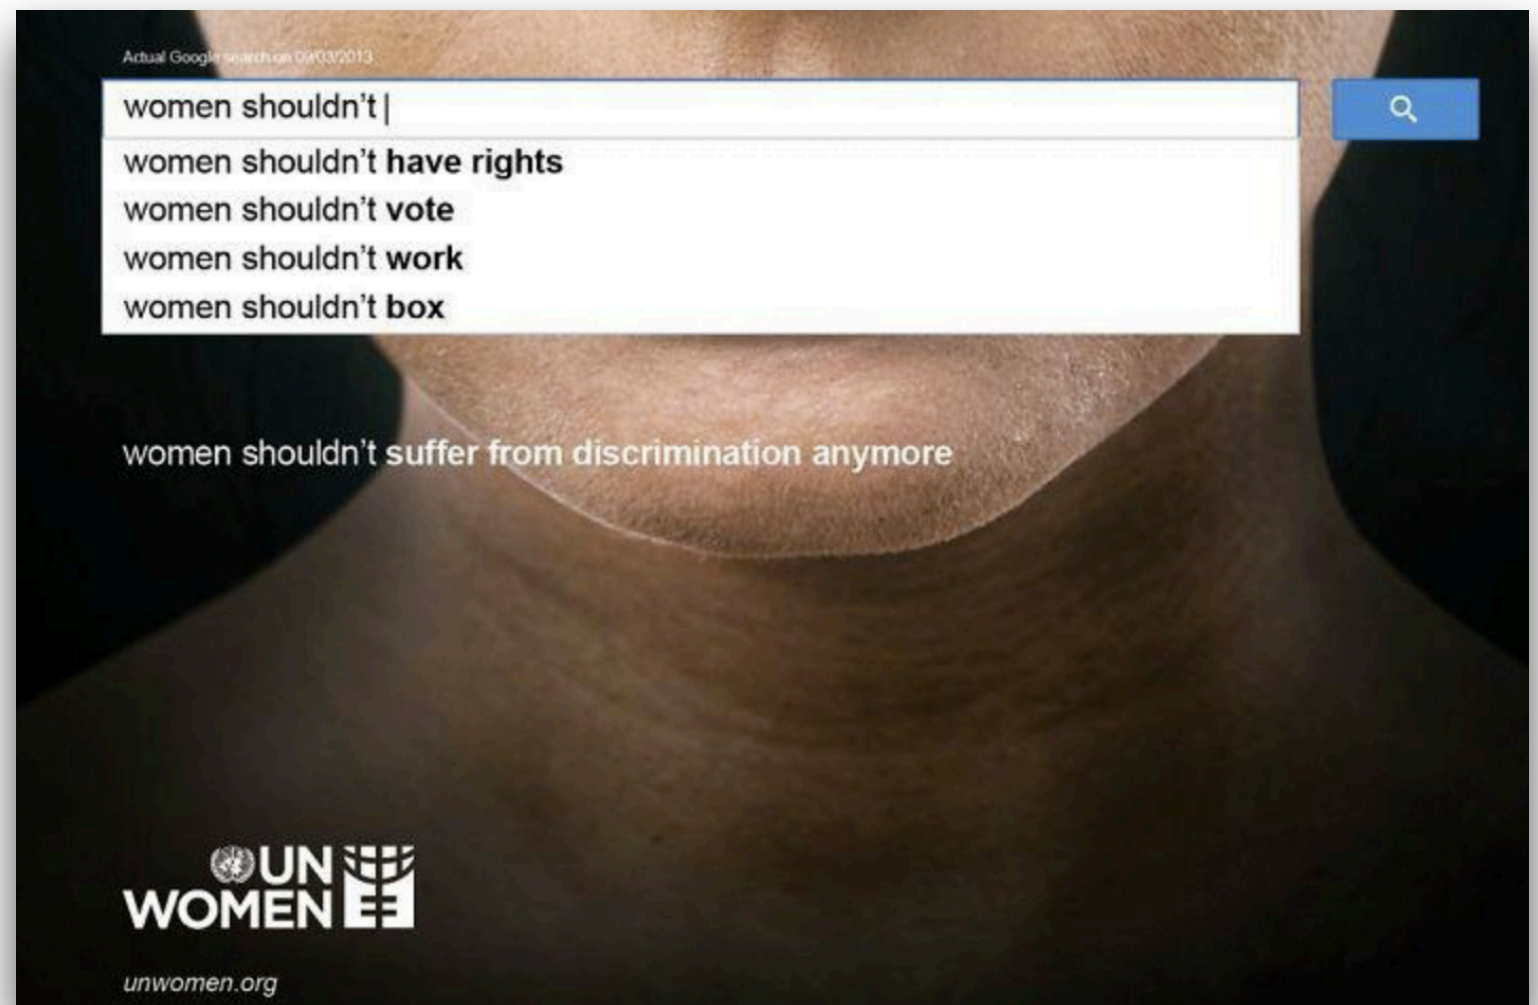 Actual Google search on 09/03/2013
women shouldn't
women shouldn't have rights
women shouldn't vote
women shouldn't work
women shouldn't box
women shouldn't suffer from discrimination anymore
UN
WOMEN
unwomen.org